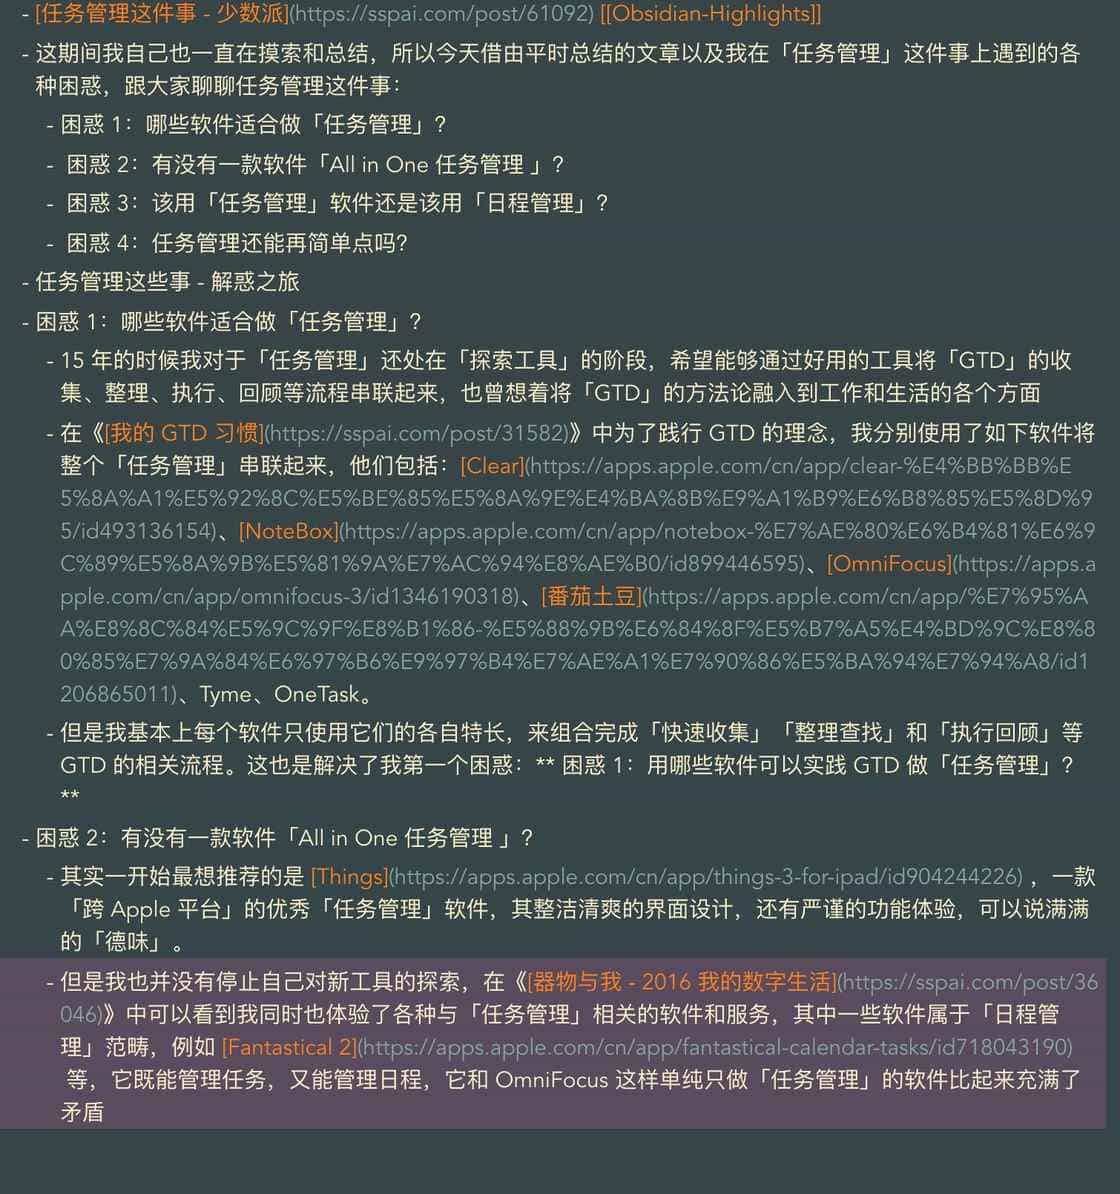 - [任务管理这件事 - 少数派](https://sspai.com/post/61092) [[Obsidian-Highlights]]
- 这期间我自己也一直在摸索和总结，所以今天借由平时总结的文章以及我在「任务管理」这件事上遇到的各
种困惑，跟大家聊聊任务管理这件事：
- 困惑 1：哪些软件适合做「任务管理」？
- 困惑 2：有没有一款软件「All in One 任务管理 」？
- 困惑 3：该用「任务管理」软件还是该用「日程管理」？
- 困惑 4：任务管理还能再简单点吗？
- 任务管理这些事 - 解惑之旅
- 困惑 1：哪些软件适合做「任务管理」？
- 15 年的时候我对于「任务管理」还处在「探索工具」的阶段，希望能够通过好用的工具将「GTD」的收
集、整理、执行、回顾等流程串联起来，也曾想着将「GTD」的方法论融入到工作和生活的各个方面
- 在《[我的 GTD 习惯](https://sspai.com/post/31582)》中为了践行 GTD 的理念，我分别使用了如下软件将
整个「任务管理」串联起来，他们包括：[Clear](https://apps.apple.com/cn/app/clear-%E4%BB%BB%E
5%8A%A1%E5%92%8C%E5%BE%85%E5%8A%9E%E4%BA%8B%E9%A1%B9%E6%B8%85%E5%8D%9
5/id493136154)、[NoteBox](https://apps.apple.com/cn/app/notebox-%E7%AE%80%E6%B4%81%E6%9
C%89%E5%8A%9B%E5%81%9A%E7%AC%94%E8%AE%B0/id899446595)、[OmniFocus](https://apps.a
pple.com/cn/app/omnifocus-3/id1346190318)、[番茄土豆](https://apps.apple.com/cn/app/%E7%95%A
A%E8%8C%84%E5%9C%9F%E8%B1%86-%E5%88%9B%E6%84%8F%E5%B7%A5%E4%BD%9C%E8%8
0%85%E7%9A%84%E6%97%B6%E9%97%B4%E7%AE%A1%E7%90%86%E5%BA%94%E7%94%A8/id1
206865011)、Tyme、OneTask。
- 但是我基本上每个软件只使用它们的各自特长，来组合完成「快速收集」「整理查找」和「执行回顾」等
GTD 的相关流程。这也是解决了我第一个困惑：** 困惑 1：用哪些软件可以实践 GTD 做「任务管理」？
**
- 困惑 2：有没有一款软件「All in One 任务管理 」？
- 其实一开始最想推荐的是 [Things](https://apps.apple.com/cn/app/things-3-for-ipad/id904244226) ，一款
「跨 Apple 平台」的优秀「任务管理」软件，其整洁清爽的界面设计，还有严谨的功能体验，可以说满满
的「德味」。
- 但是我也并没有停止自己对新工具的探索，在《[器物与我 - 2016 我的数字生活](https://sspai.com/post/36
046)》中可以看到我同时也体验了各种与「任务管理」相关的软件和服务，其中一些软件属于「日程管
理」范畴，例如 [Fantastical 2](https://apps.apple.com/cn/app/fantastical-calendar-tasks/id718043190)
等，它既能管理任务，又能管理日程，它和 OmniFocus 这样单纯只做「任务管理」的软件比起来充满了
矛盾